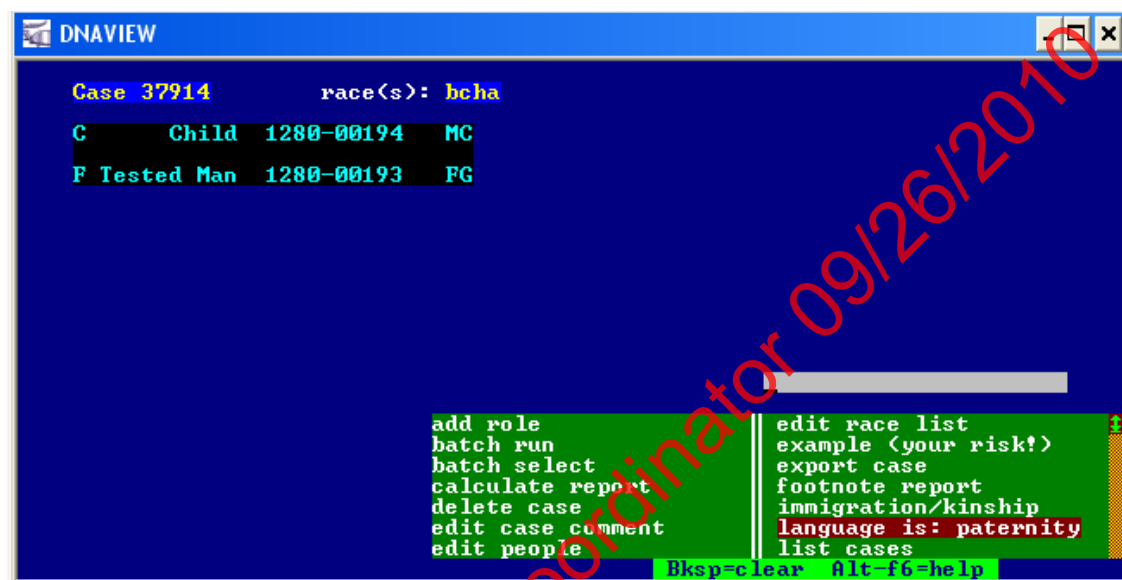 DNAVIEW
Case 37914 race(s): bcha
C Child 1280-00194 MC
F Tested Man 1280-00193 FG
add role
batch run
batch select
calculate report
delete case
edit case comment
edit people
edit race list
example (your risk!)
export case
footnote report
immigration/kinship
language is: paternity
list cases
Bksp=clear Alt-f6=help
ordinator 09/26/2010